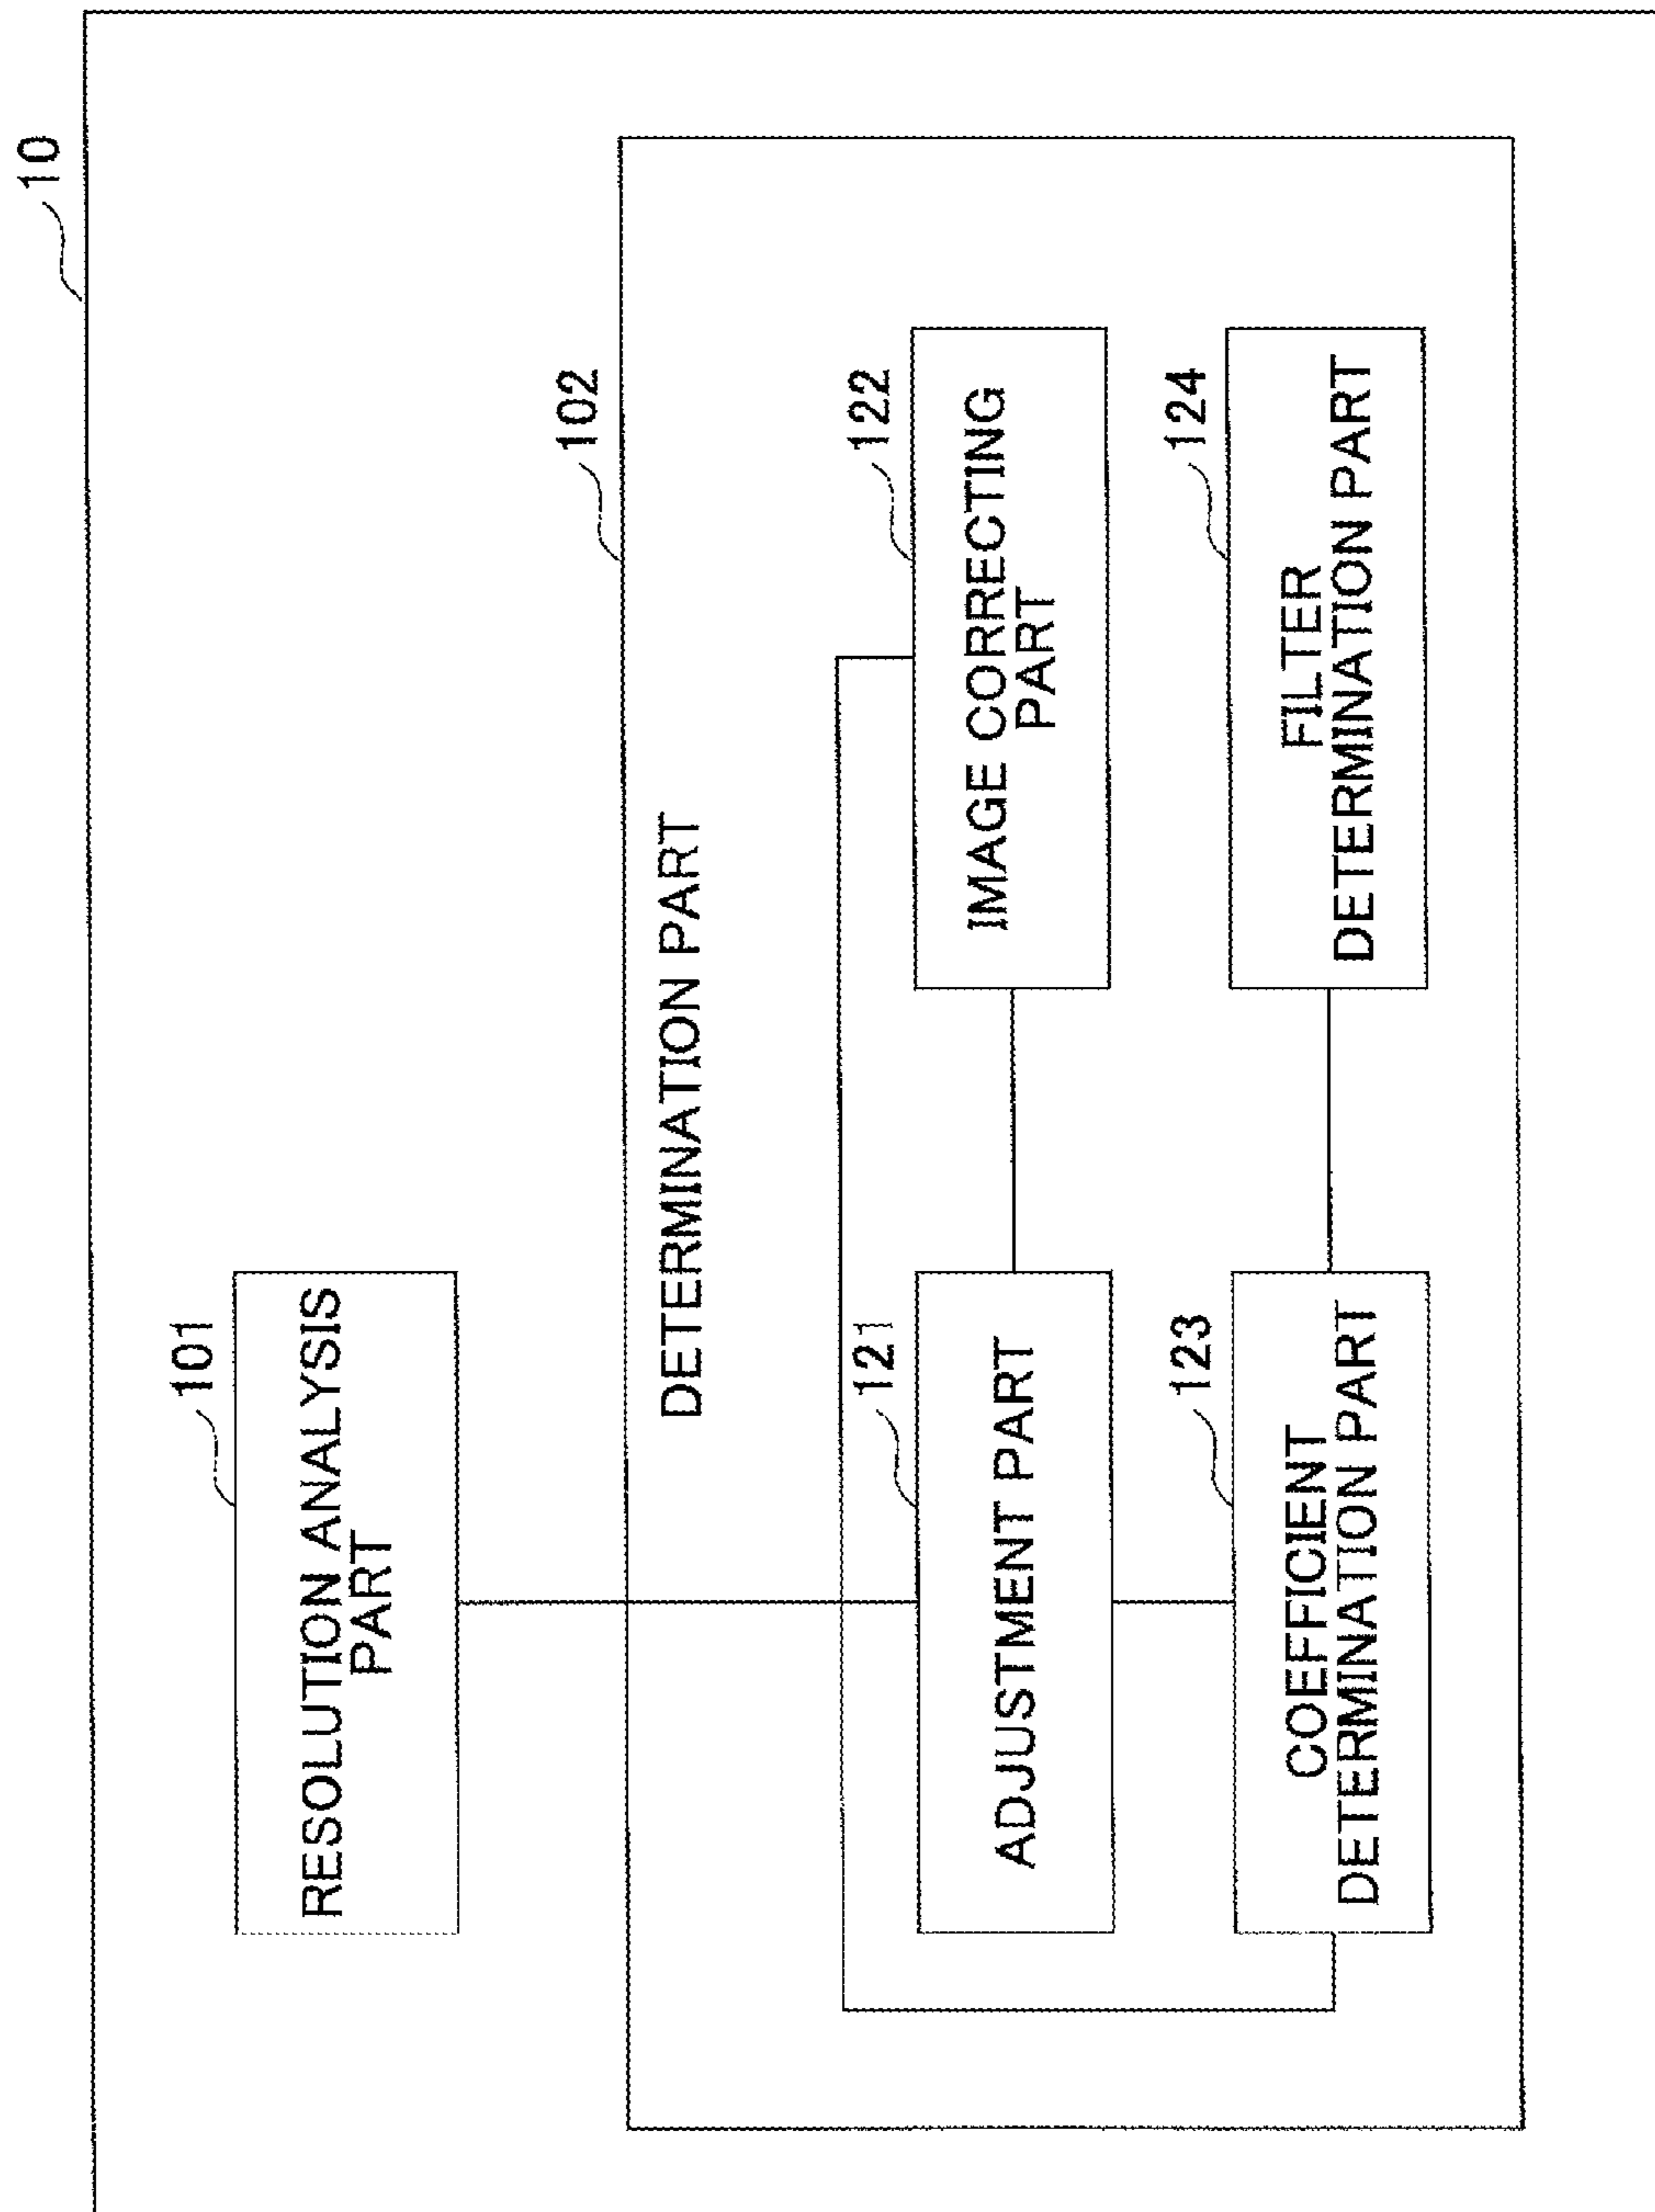 10
101
RESOLUTION ANALYSIS
PART
102
DETERMINATION PART
121
ADJUSTMENT PART
122
IMAGE CORRECTING
PART
123
COEFFICIENT
DETERMINATION PART
124
FILTER
DETERMINATION PART